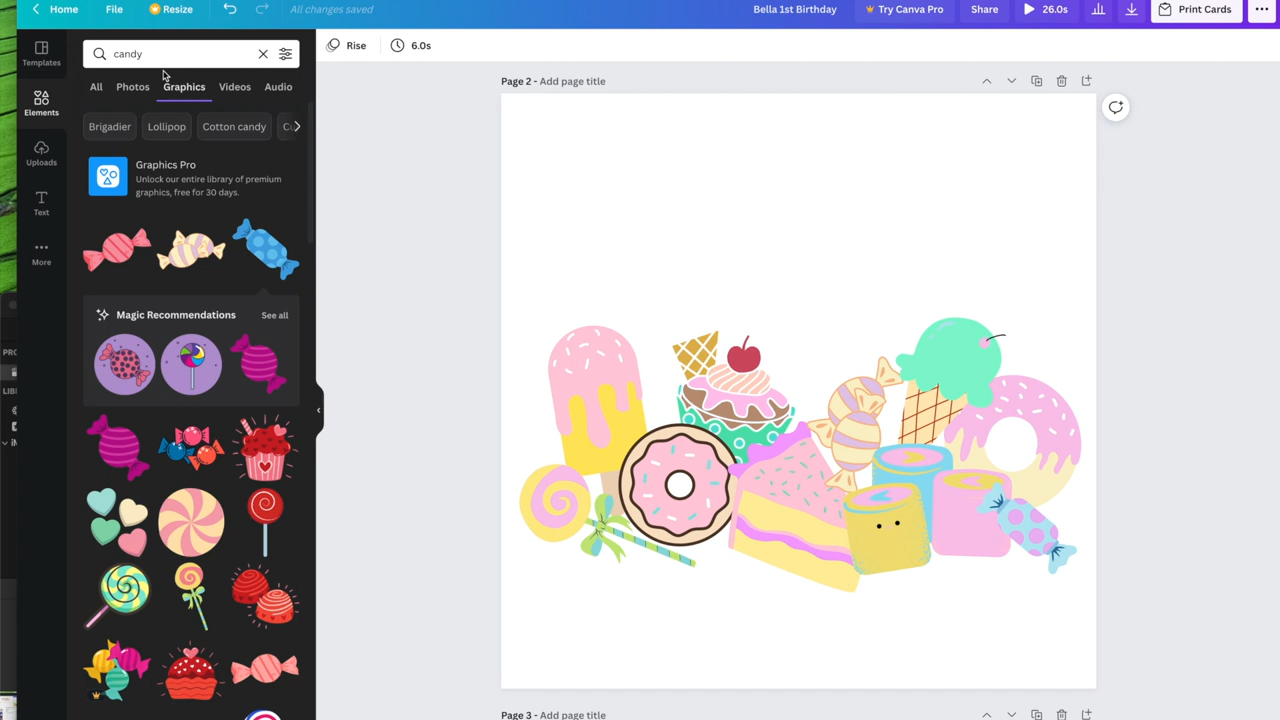 Home
File
Resize
All changes saved
Bella 1st Birthday
Try Canva Pro
Share
26.0s
Print Cards
Templates
Elements
Uploads
Text
More
candy
All
Photos
Graphics
Videos
Audio
Brigadier
Lollipop
Cotton candy
Graphics Pro
Unlock our entire library of premium
graphics, free for 30 days.
Magic Recommendations
See all
Rise
6.0s
Page 2 - Add page title
Page 3 - Add page title
PRO
LIB